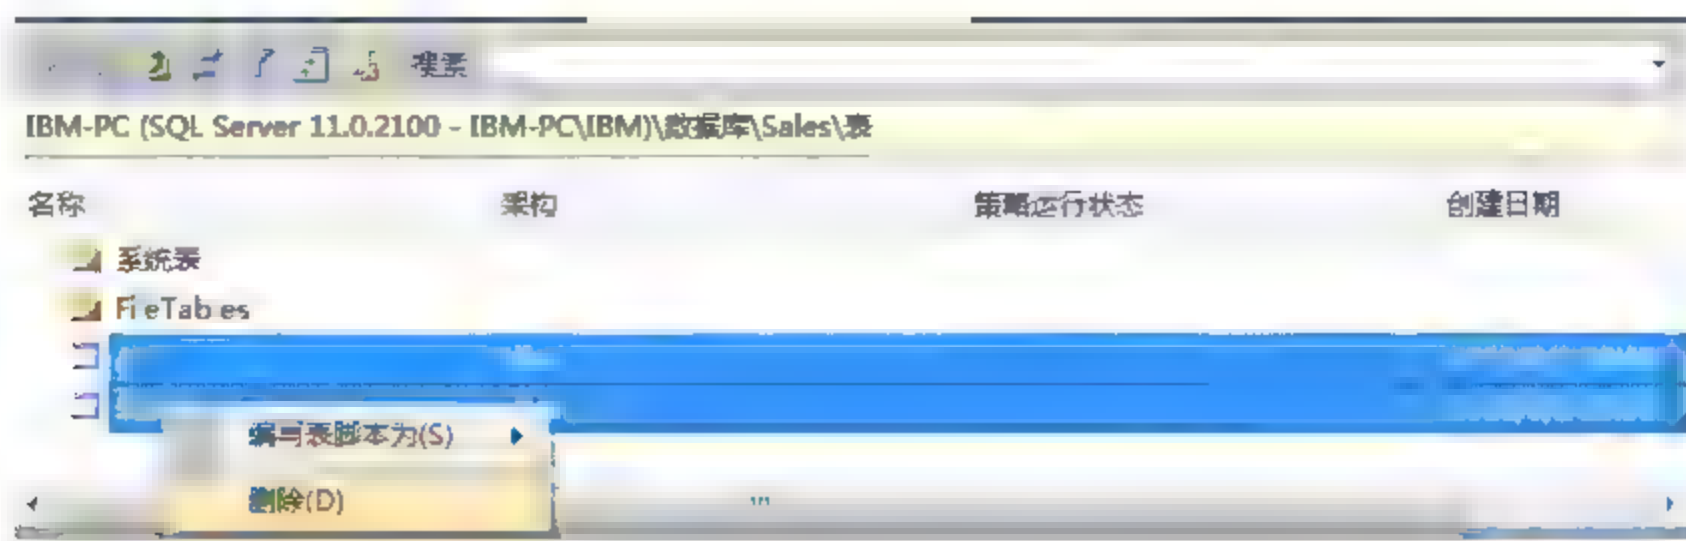 搜索
IBM-PC (SQL Server 11.0.2100 - IBM-PC\IBM)\数据库\Sales\表
名称 架构 策略运行状态 创建日期
系统表
FileTables
编写表脚本为(S)
删除(D)